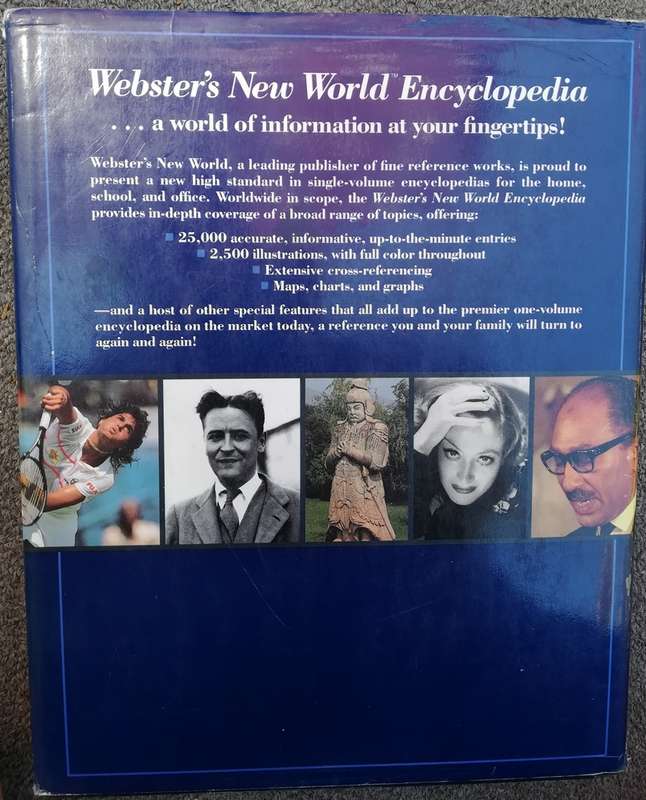 Webster's New World™ Encyclopedia
. . . a world of information at your fingertips!
Webster's New World, a leading publisher of fine reference works, is proud to
present a new high standard in single-volume encyclopedias for the home,
school, and office. Worldwide in scope, the Webster's New World Encyclopedia
provides in-depth coverage of a broad range of topics, offering:
■ 25,000 accurate, informative, up-to-the-minute entries
■ 2,500 illustrations, with full color throughout
■ Extensive cross-referencing
■ Maps, charts, and graphs
—and a host of other special features that all add up to the premier one-volume
encyclopedia on the market today, a reference you and your family will turn to
again and again!